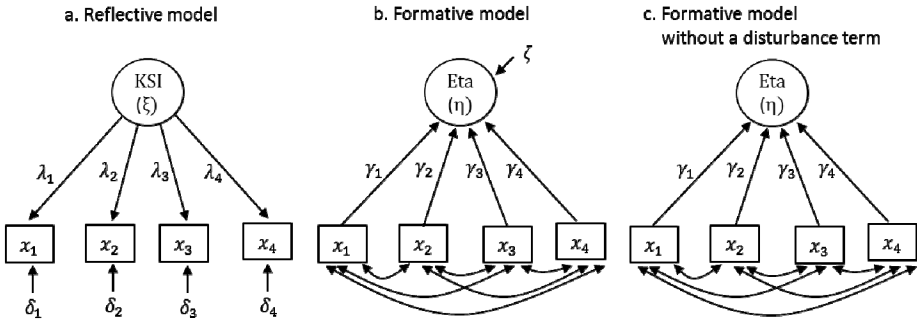 a. Reflective model
b. Formative model
c. Formative model
without a disturbance term
KSI
(ξ)
λ1 λ2 λ3 λ4
x1 x2 x3 x4
δ1 δ2 δ3 δ4
ζ
Eta
(η)
γ1 γ2 γ3 γ4
x1 x2 x3 x4
Eta
(η)
γ1 γ2 γ3 γ4
x1 x2 x3 x4